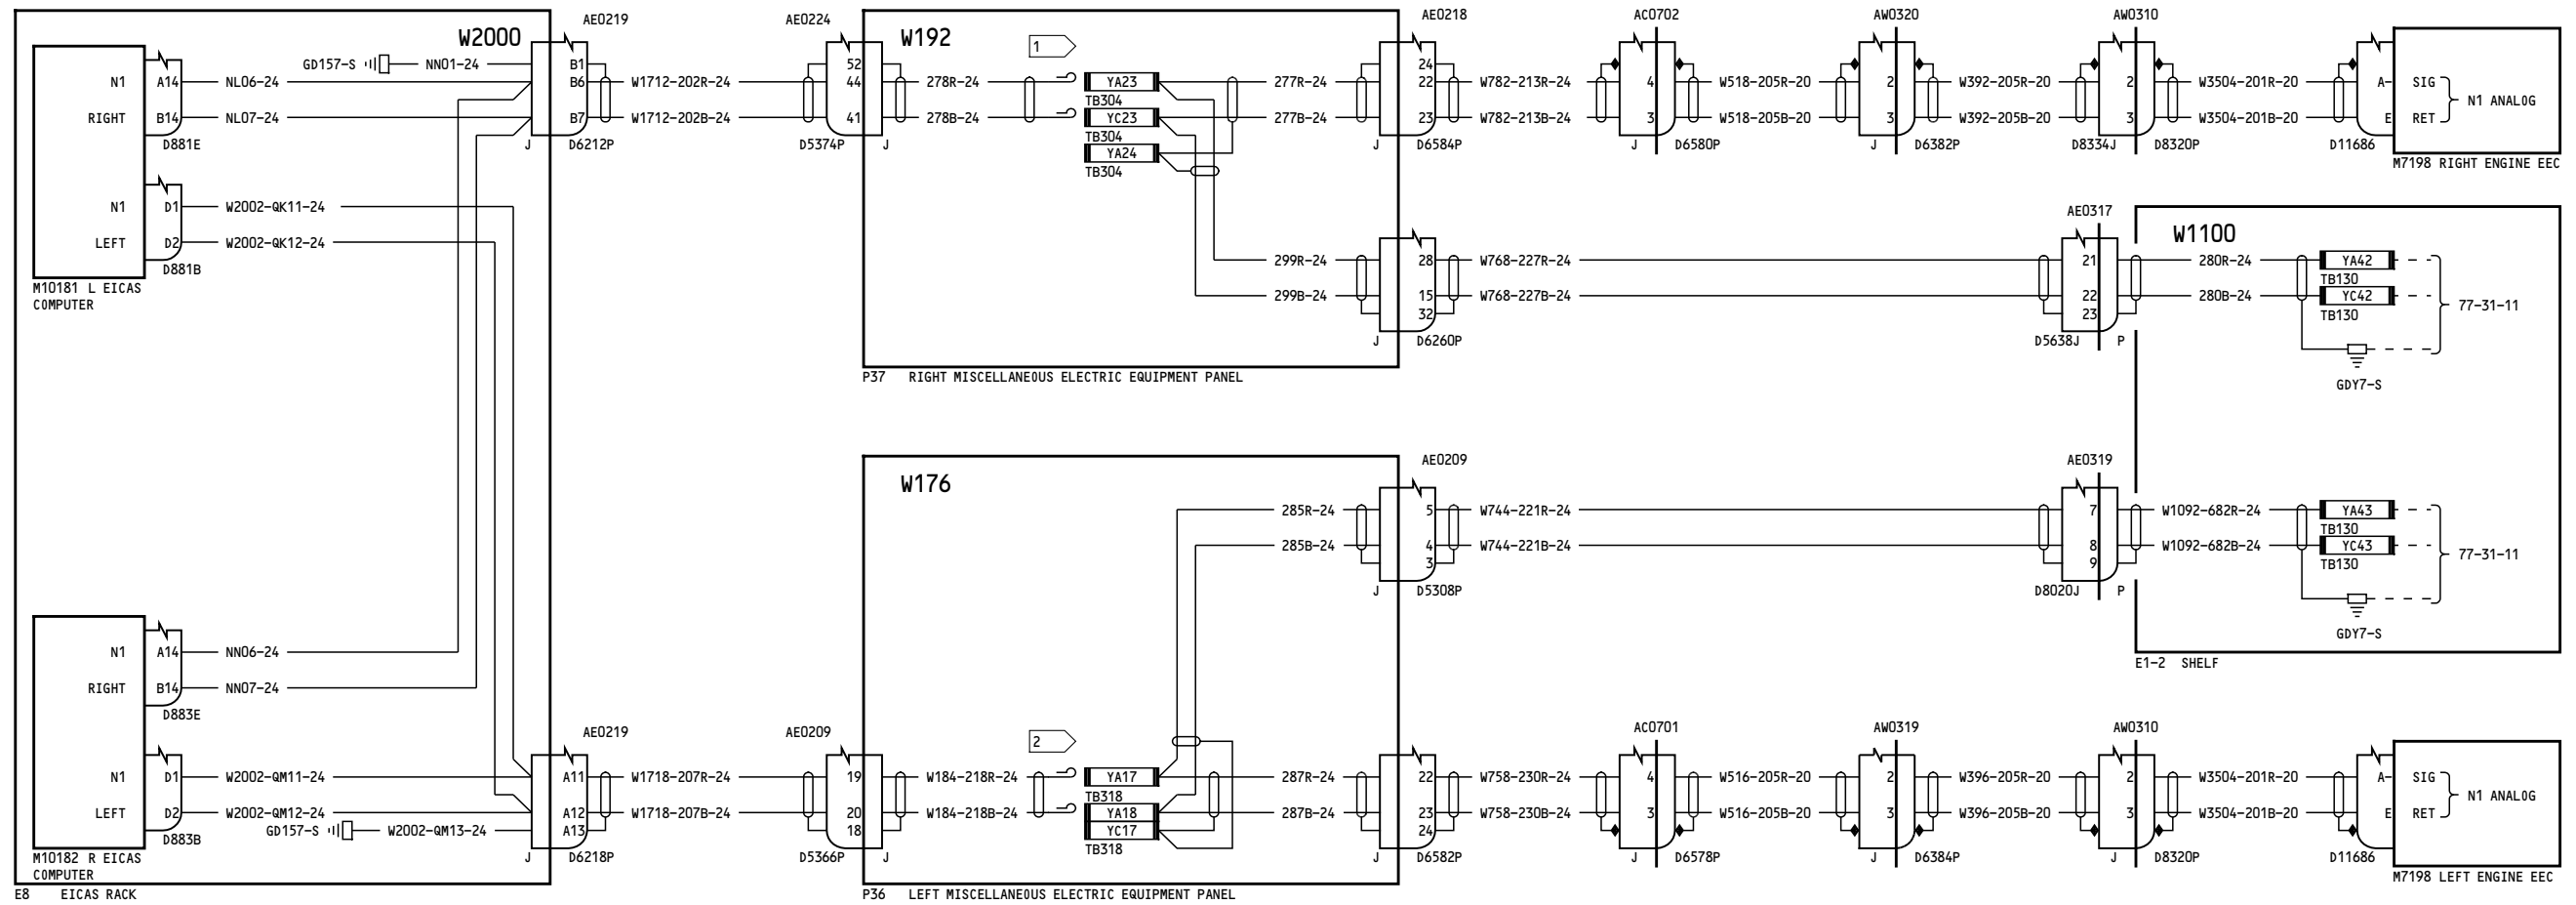 W2000
AE0219
AE0224
W192
AE0218
AC0702
AW0320
AW0310
1
GD157-S
NN01-24
B1
52
24
N1
A14
NL06-24
B6
W1712-202R-24
44
278R-24
YA23
TB304
277R-24
22
W782-213R-24
4
W518-205R-20
2
W392-205R-20
2
W3504-201R-20
A-
SIG
N1 ANALOG
RIGHT
B14
NL07-24
B7
W1712-202B-24
41
278B-24
YC23
TB304
277B-24
23
W782-213B-24
3
W518-205B-20
3
W392-205B-20
3
W3504-201B-20
E
RET
D881E
J
D6212P
D5374P
J
YA24
TB304
J
D6584P
J
D6580P
J
D6382P
D8334J
D8320P
D11686
M7198 RIGHT ENGINE EEC
N1
D1
W2002-QK11-24
LEFT
D2
W2002-QK12-24
D881B
M10181 L EICAS
COMPUTER
AE0317
W1100
299R-24
28
W768-227R-24
21
280R-24
YA42
TB130
299B-24
15
W768-227B-24
22
280B-24
YC42
TB130
77-31-11
32
23
J
D6260P
D5638J
P
GDY7-S
P37 RIGHT MISCELLANEOUS ELECTRIC EQUIPMENT PANEL
W176
AE0209
AE0319
285R-24
5
W744-221R-24
7
W1092-682R-24
YA43
TB130
285B-24
4
W744-221B-24
8
W1092-682B-24
YC43
TB130
77-31-11
3
9
J
D5308P
D8020J
P
GDY7-S
E1-2 SHELF
N1
A14
NN06-24
RIGHT
B14
NN07-24
D883E
AE0219
AE0209
2
AC0701
AW0319
AW0310
N1
D1
W2002-QM11-24
A11
W1718-207R-24
19
W184-218R-24
YA17
TB318
287R-24
22
W758-230R-24
4
W516-205R-20
2
W396-205R-20
2
W3504-201R-20
A-
SIG
N1 ANALOG
LEFT
D2
W2002-QM12-24
A12
W1718-207B-24
20
W184-218B-24
YA18
287B-24
23
W758-230B-24
3
W516-205B-20
3
W396-205B-20
3
W3504-201B-20
E
RET
GD157-S
W2002-QM13-24
A13
18
YC17
TB318
24
D883B
M10182 R EICAS
COMPUTER
J
D6218P
D5366P
J
J
D6582P
J
D6578P
J
D6384P
J
D8320P
D11686
M7198 LEFT ENGINE EEC
E8 EICAS RACK
P36 LEFT MISCELLANEOUS ELECTRIC EQUIPMENT PANEL